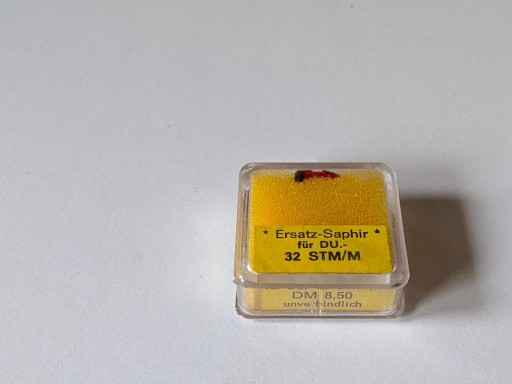 * Ersatz-Saphir *
für DU.-
32 STM/M
DM 8,50
unverbindlich